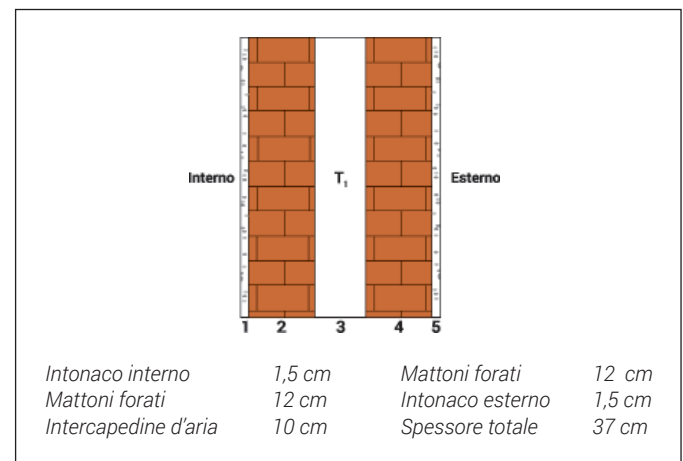 Interno T₁ Esterno
1 2 3 4 5
Intonaco interno 1,5 cm Mattoni forati 12 cm
Mattoni forati 12 cm Intonaco esterno 1,5 cm
Intercapedine d'aria 10 cm Spessore totale 37 cm